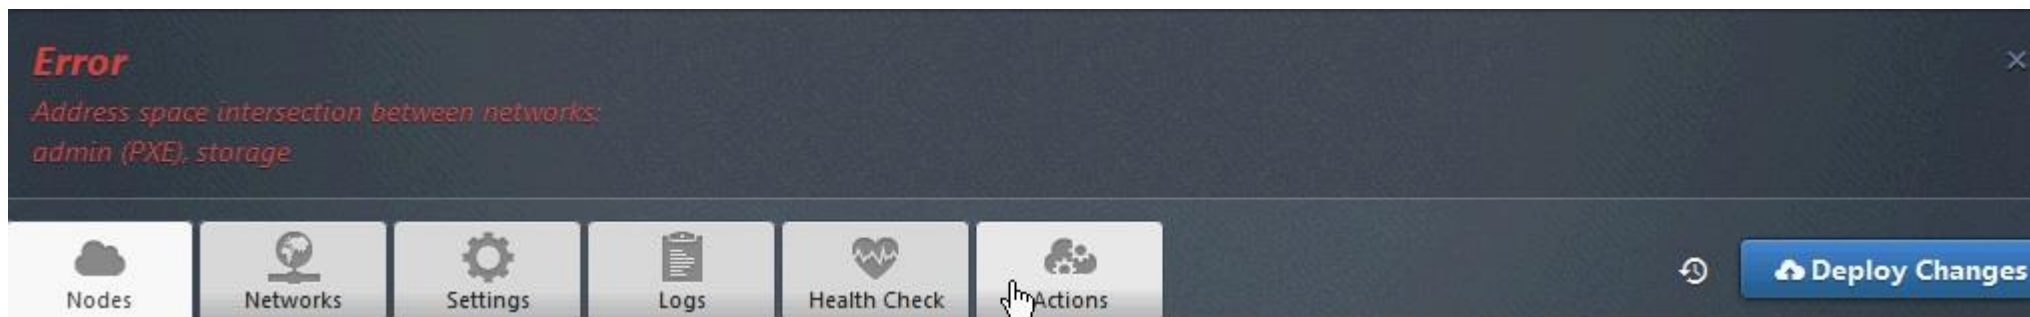 Error
Address space intersection between networks:
admin (PXE), storage
Nodes
Networks
Settings
Logs
Health Check
Actions
Deploy Changes